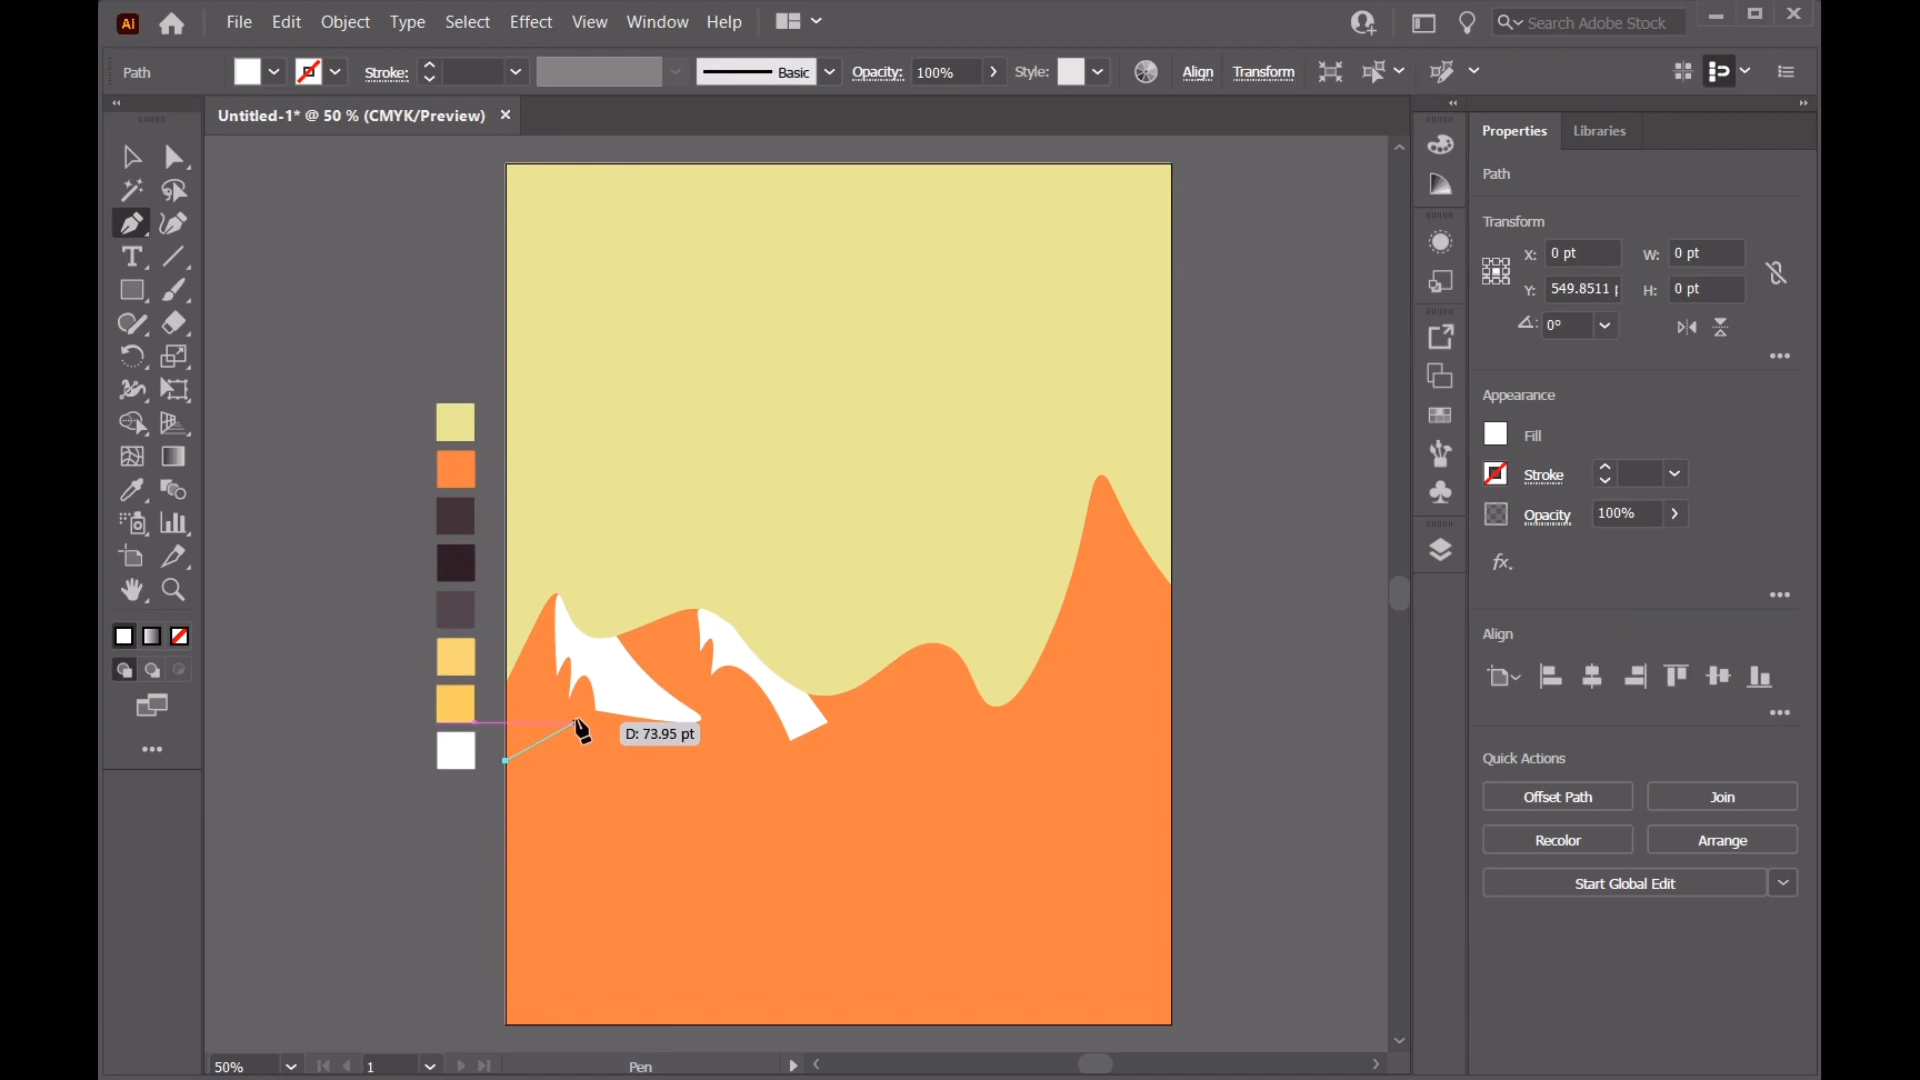 Ai File Edit Object Type Select Effect View Window Help Search Adobe Stock
Path Stroke: Basic Opacity: 100% Style: Align Transform
Untitled-1* @ 50 % (CMYK/Preview)
Properties Libraries
Path
Transform
X: 0 pt W: 0 pt
Y: 549.8511 H: 0 pt
0°
Appearance
Fill
Stroke
Opacity 100%
fx.
Align
D: 73.95 pt
Quick Actions
Offset Path Join
Recolor Arrange
Start Global Edit
50% 1 Pen